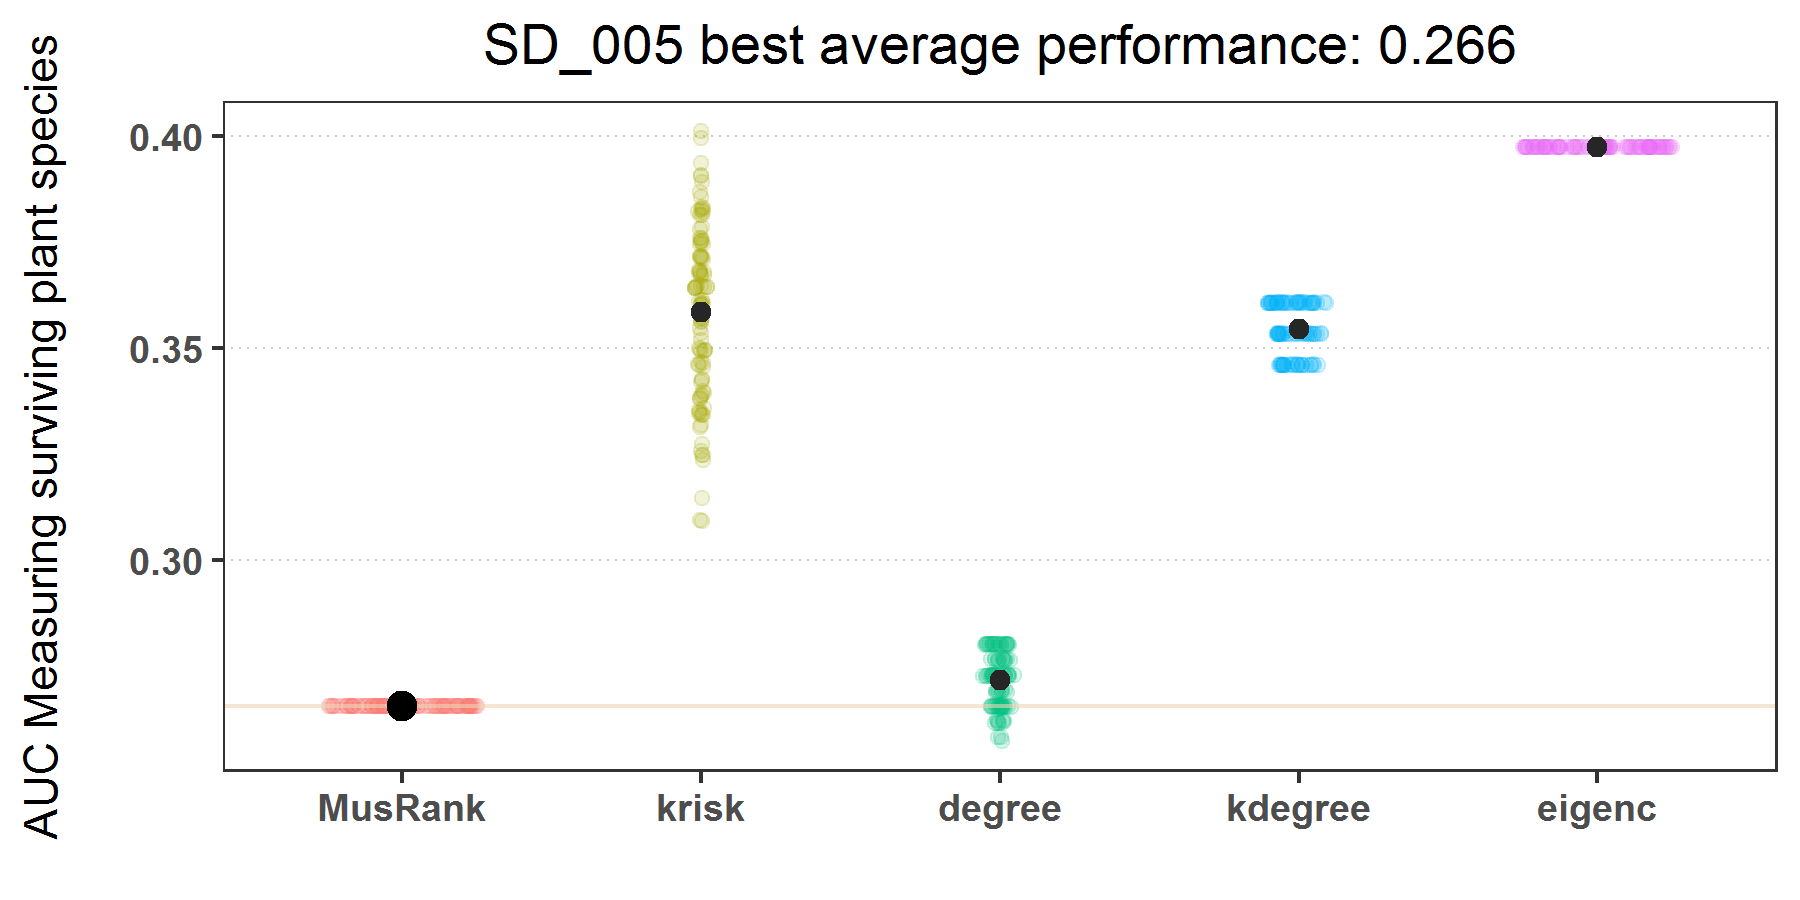 SD_005 best average performance: 0.266
AUC Measuring surviving plant species
0.40
0.35
0.30
MusRank krisk degree kdegree eigenc